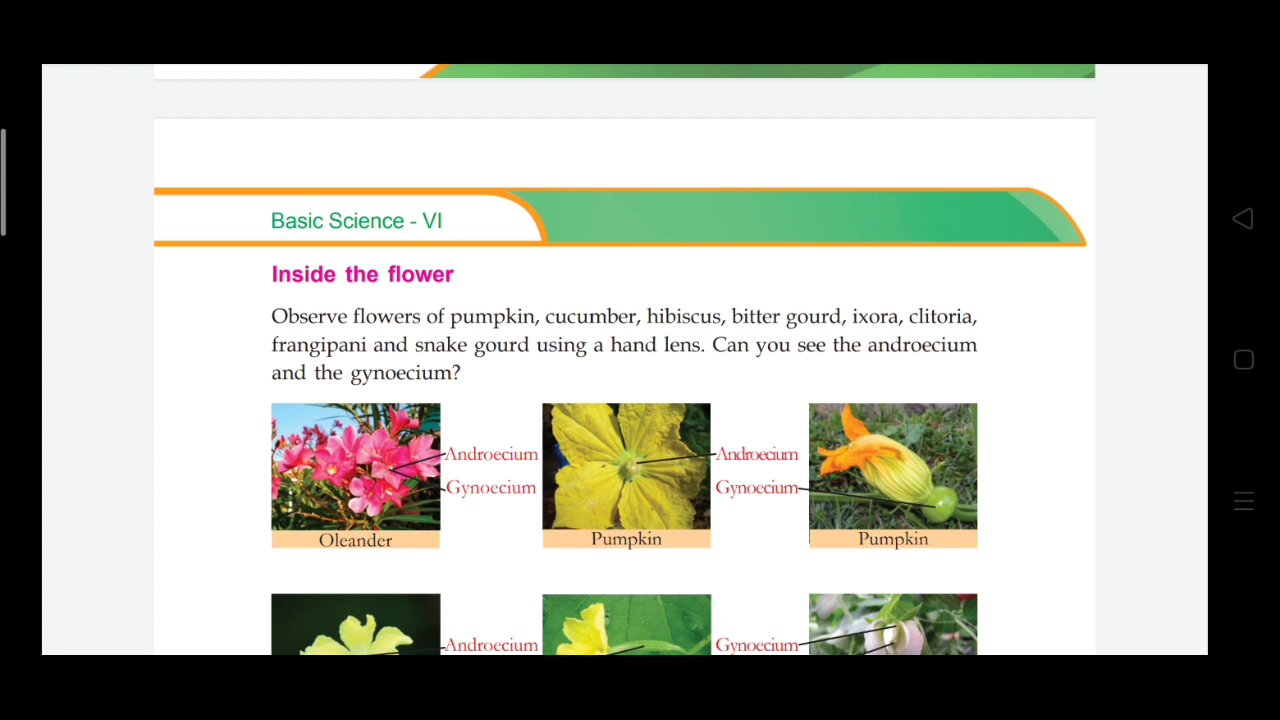 Basic Science - VI
Inside the flower
Observe flowers of pumpkin, cucumber, hibiscus, bitter gourd, ixora, clitoria,
frangipani and snake gourd using a hand lens. Can you see the androecium
and the gynoecium?
Androecium
Gynoecium
Oleander
Androecium
Pumpkin
Gynoecium
Pumpkin
Androecium
Gynoecium